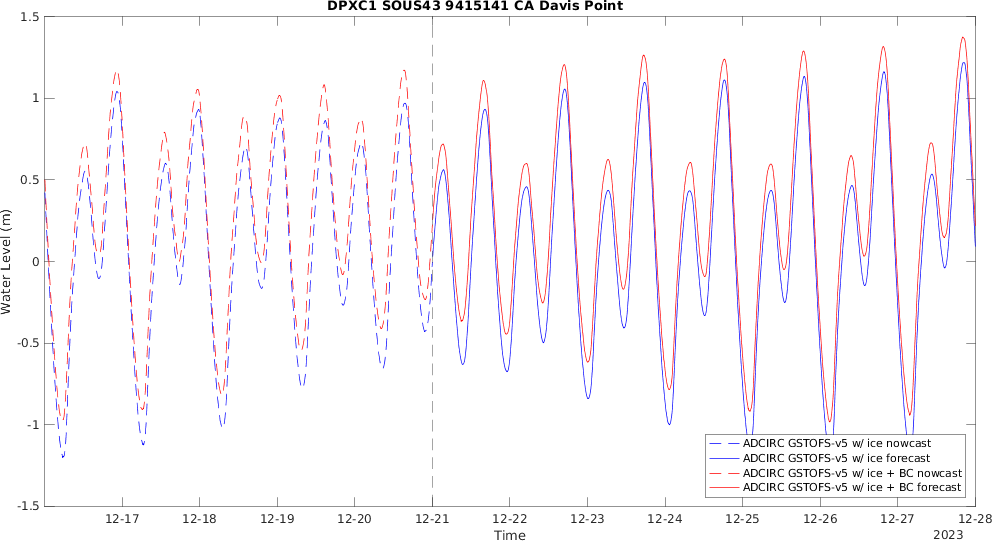 DPXC1 SOUS43 9415141 CA Davis Point
1.5
1
0.5
0
-0.5
-1
-1.5
Water Level (m)
ADCIRC GSTOFS-v5 w/ ice nowcast
ADCIRC GSTOFS-v5 w/ ice forecast
ADCIRC GSTOFS-v5 w/ ice + BC nowcast
ADCIRC GSTOFS-v5 w/ ice + BC forecast
12-17 12-18 12-19 12-20 12-21 12-22 12-23 12-24 12-25 12-26 12-27 12-28
Time
2023